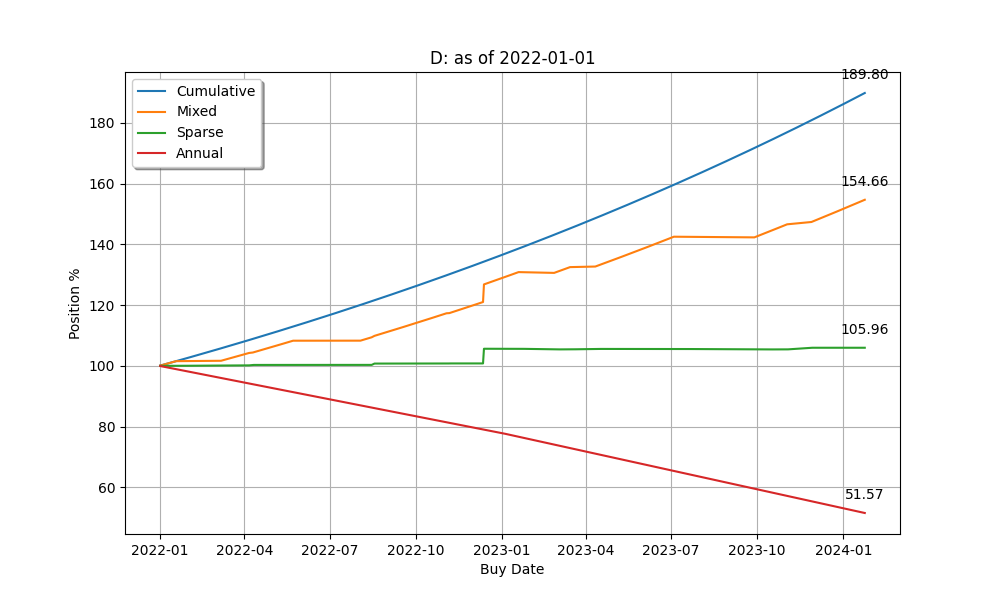 D: as of 2022-01-01
189.80
Cumulative
Mixed
Sparse
Annual
180
160
140
120
100
80
60
154.66
105.96
51.57
Position %
2022-01 2022-04 2022-07 2022-10 2023-01 2023-04 2023-07 2023-10 2024-01
Buy Date